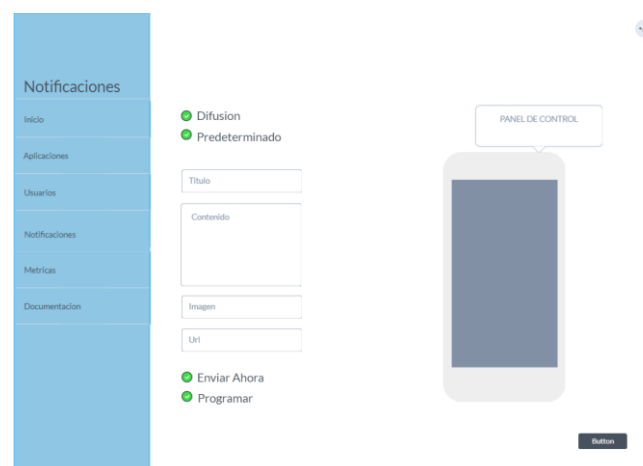 Notificaciones
Inicio
Aplicaciones
Usuarios
Notificaciones
Metricas
Documentacion
Difusion
Predeterminado
Titulo
Contenido
Imagen
Url
Enviar Ahora
Programar
PANEL DE CONTROL
Button